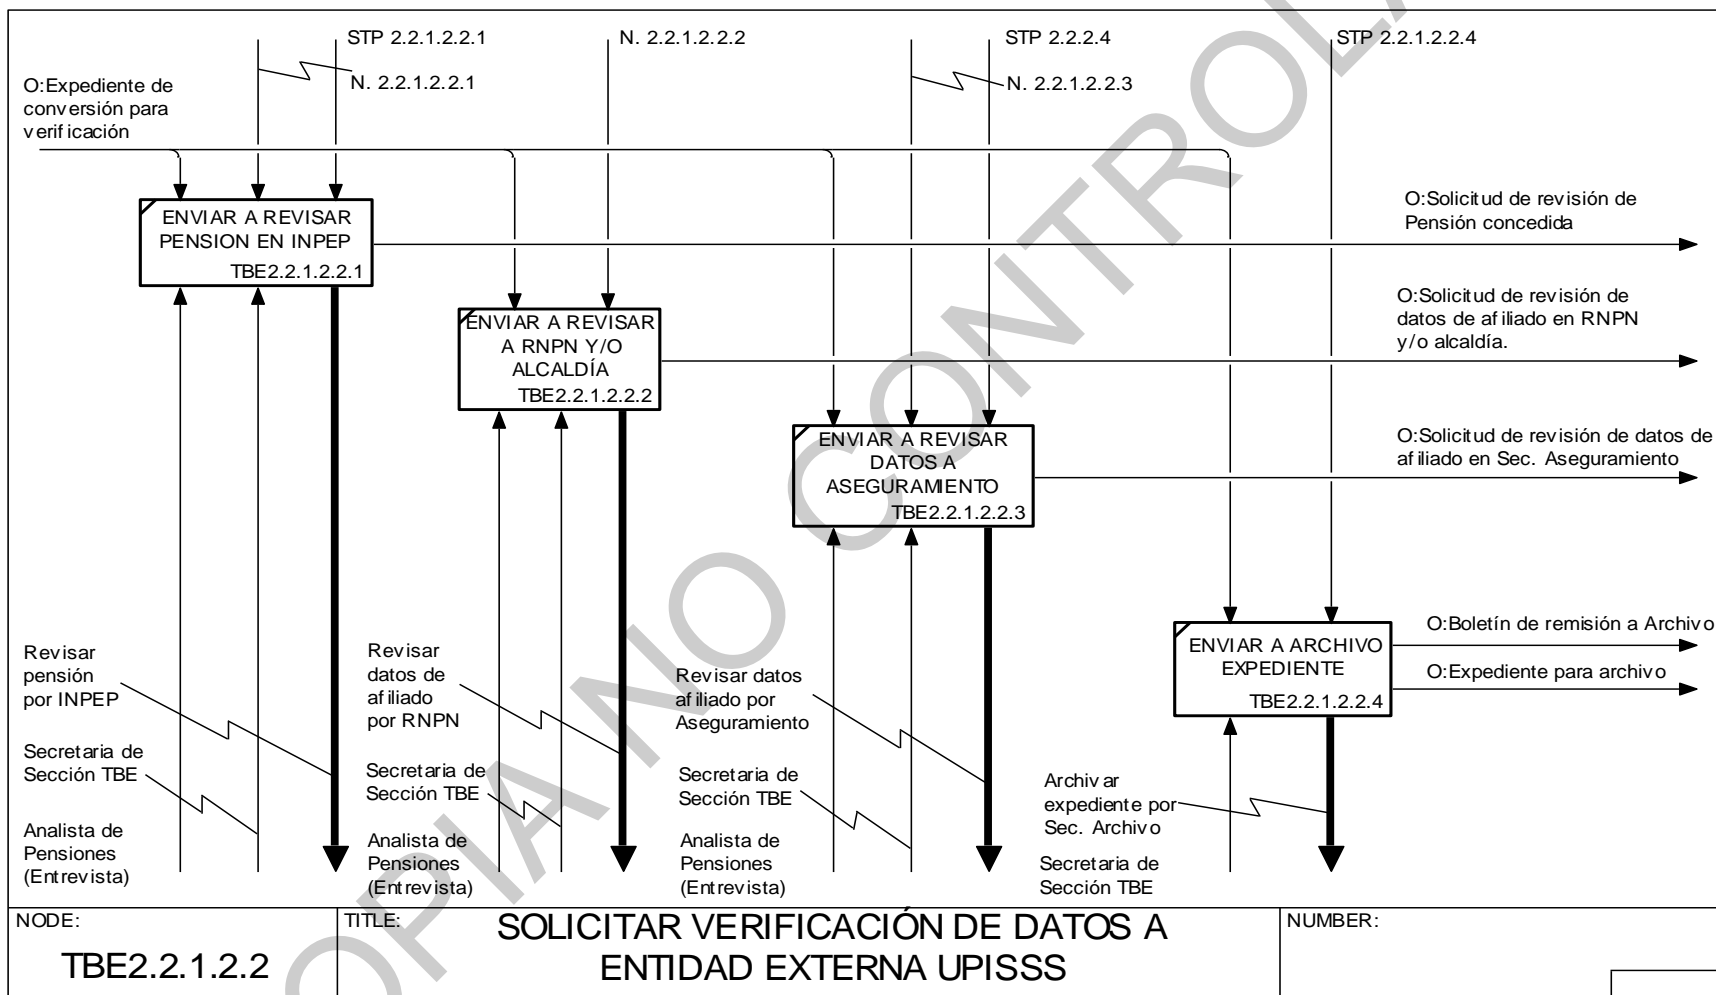 STP 2.2.1.2.2.1
N. 2.2.1.2.2.1
N. 2.2.1.2.2.2
STP 2.2.2.4
N. 2.2.1.2.2.3
STP 2.2.1.2.2.4
O:Expediente de
conversión para
verificación
ENVIAR A REVISAR
PENSION EN INPEP
TBE2.2.1.2.2.1
O:Solicitud de revisión de
Pensión concedida
ENVIAR A REVISAR
A RNPN Y/O
ALCALDÍA
TBE2.2.1.2.2.2
O:Solicitud de revisión de
datos de afiliado en RNPN
y/o alcaldía.
ENVIAR A REVISAR
DATOS A
ASEGURAMIENTO
TBE2.2.1.2.2.3
O:Solicitud de revisión de datos de
afiliado en Sec. Aseguramiento
ENVIAR A ARCHIVO
EXPEDIENTE
TBE2.2.1.2.2.4
O:Boletín de remisión a Archivo
O:Expediente para archivo
Revisar
pensión
por INPEP
Secretaria de
Sección TBE
Analista de
Pensiones
(Entrevista)
Revisar
datos de
afiliado
por RNPN
Secretaria de
Sección TBE
Analista de
Pensiones
(Entrevista)
Revisar datos
afiliado por
Aseguramiento
Secretaria de
Sección TBE
Analista de
Pensiones
(Entrevista)
Archivar
expediente por
Sec. Archivo
Secretaria de
Sección TBE
NODE:
TBE2.2.1.2.2
TITLE:
SOLICITAR VERIFICACIÓN DE DATOS A
ENTIDAD EXTERNA UPISSS
NUMBER:
OPIA NO CONTROLA